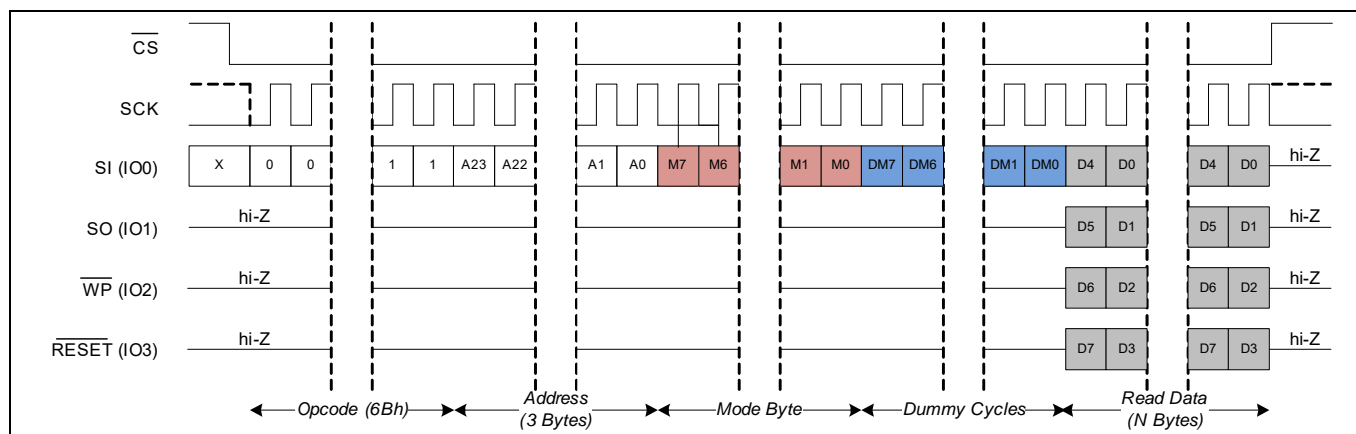 CS
SCK
SI (IO0) X 0 0 1 1 A23 A22 A1 A0 M7 M6 M1 M0 DM7 DM6 DM1 DM0 D4 D0 D4 D0 hi-Z
SO (IO1) hi-Z D5 D1 D5 D1 hi-Z
WP (IO2) hi-Z D6 D2 D6 D2 hi-Z
RESET (IO3) hi-Z D7 D3 D7 D3 hi-Z
Opcode (6Bh) Address Mode Byte Dummy Cycles Read Data
(3 Bytes) (N Bytes)